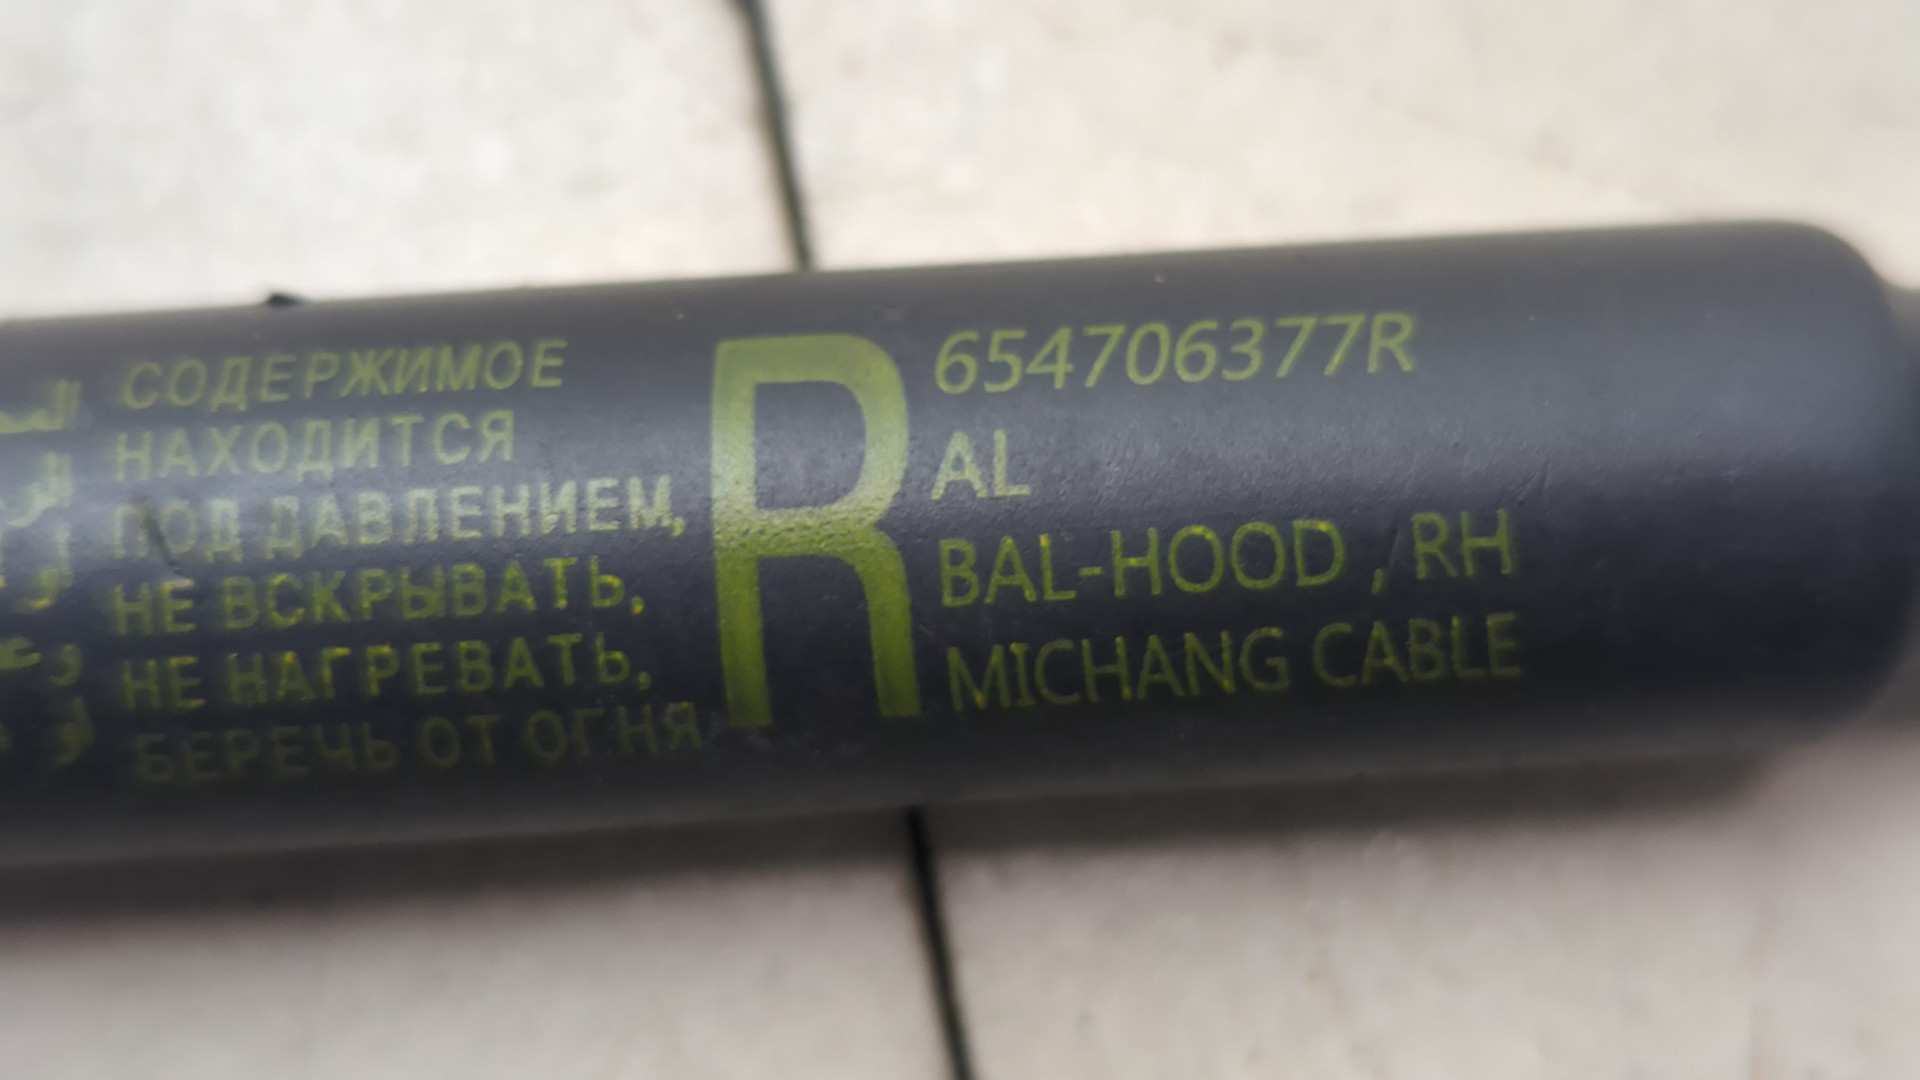 СОДЕРЖИМОЕ
НАХОДИТСЯ
ПОД ДАВЛЕНИЕМ,
НЕ ВСКРЫВАТЬ,
НЕ НАГРЕВАТЬ,
БЕРЕЧЬ ОТ ОГНЯ
R
654706377R
AL
BAL-HOOD , RH
MICHANG CABLE